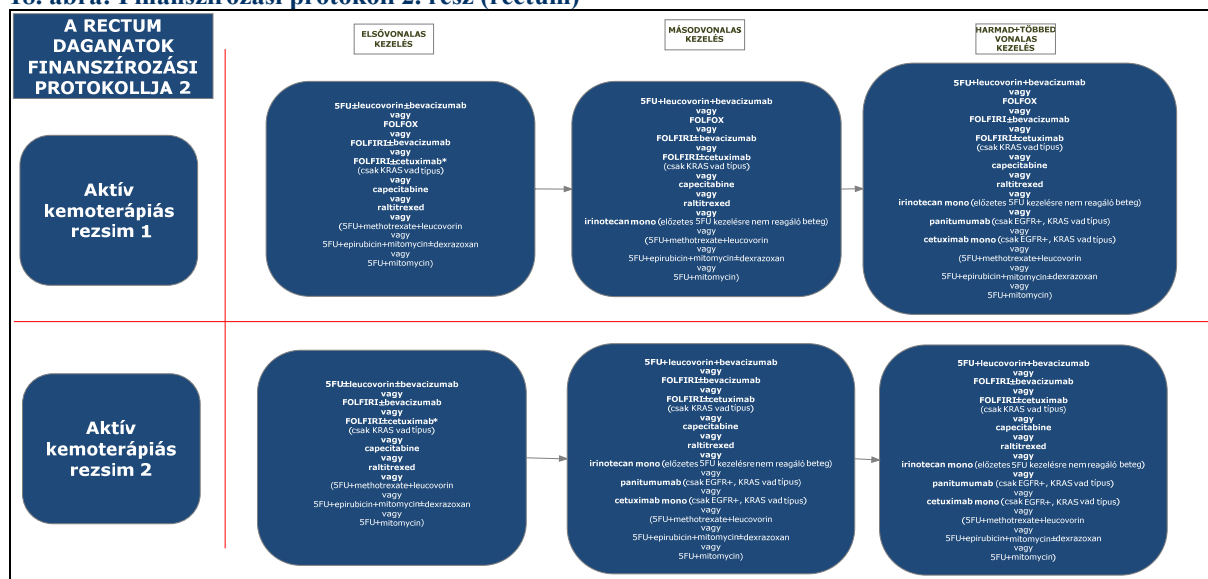 18. ábra: Finanszírozási protokoll 2. rész (rectum)
A RECTUM
DAGANATOK
FINANSZÍROZÁSI
PROTOKOLLJA 2
ELSŐVONALAS
KEZELÉS
MÁSODVONALAS
KEZELÉS
HARMAD+TÖBBED
VONALAS
KEZELÉS
Aktív
kemoterápiás
rezsim 1
5FU±leucovorin±bevacizumab
vagy
FOLFOX
vagy
FOLFIRI±bevacizumab
vagy
FOLFIRI±cetuximab*
(csak KRAS vad típus)
vagy
capecitabine
vagy
raltitrexed
vagy
(5FU+methotrexate+leucovorin
vagy
5FU+epirubicin+mitomycin±dexrazoxan
vagy
5FU+mitomycin)
5FU+leucovorin+bevacizumab
vagy
FOLFOX
vagy
FOLFIRI±bevacizumab
vagy
FOLFIRI±cetuximab
(csak KRAS vad típus)
vagy
capecitabine
vagy
raltitrexed
vagy
irinotecan mono (előzetes 5FU kezelésre nem reagáló beteg)
vagy
(5FU+methotrexate+leucovorin
vagy
5FU+epirubicin+mitomycin±dexrazoxan
vagy
5FU+mitomycin)
5FU+leucovorin+bevacizumab
vagy
FOLFOX
vagy
FOLFIRI±bevacizumab
vagy
FOLFIRI±cetuximab
(csak KRAS vad típus)
vagy
capecitabine
vagy
raltitrexed
vagy
irinotecan mono (előzetes 5FU kezelésre nem reagáló beteg)
vagy
panitumumab (csak EGFR+, KRAS vad típus)
vagy
cetuximab mono (csak EGFR+, KRAS vad típus)
vagy
(5FU+methotrexate+leucovorin
vagy
5FU+epirubicin+mitomycin±dexrazoxan
vagy
5FU+mitomycin)
Aktív
kemoterápiás
rezsim 2
5FU±leucovorin±bevacizumab
vagy
FOLFIRI±bevacizumab
vagy
FOLFIRI±cetuximab*
(csak KRAS vad típus)
vagy
capecitabine
vagy
raltitrexed
vagy
(5FU+methotrexate+leucovorin
vagy
5FU+epirubicin+mitomycin±dexrazoxan
vagy
5FU+mitomycin)
5FU+leucovorin+bevacizumab
vagy
FOLFIRI±bevacizumab
vagy
FOLFIRI±cetuximab
(csak KRAS vad típus)
vagy
capecitabine
vagy
raltitrexed
vagy
irinotecan mono (előzetes 5FU kezelésre nem reagáló beteg)
vagy
panitumumab (csak EGFR+, KRAS vad típus)
vagy
cetuximab mono (csak EGFR+, KRAS vad típus)
vagy
(5FU+methotrexate+leucovorin
vagy
5FU+epirubicin+mitomycin±dexrazoxan
vagy
5FU+mitomycin)
5FU+leucovorin+bevacizumab
vagy
FOLFIRI±bevacizumab
vagy
FOLFIRI±cetuximab
(csak KRAS vad típus)
vagy
capecitabine
vagy
raltitrexed
vagy
irinotecan mono (előzetes 5FU kezelésre nem reagáló beteg)
vagy
panitumumab (csak EGFR+, KRAS vad típus)
vagy
cetuximab mono (csak EGFR+, KRAS vad típus)
vagy
(5FU+methotrexate+leucovorin
vagy
5FU+epirubicin+mitomycin±dexrazoxan
vagy
5FU+mitomycin)